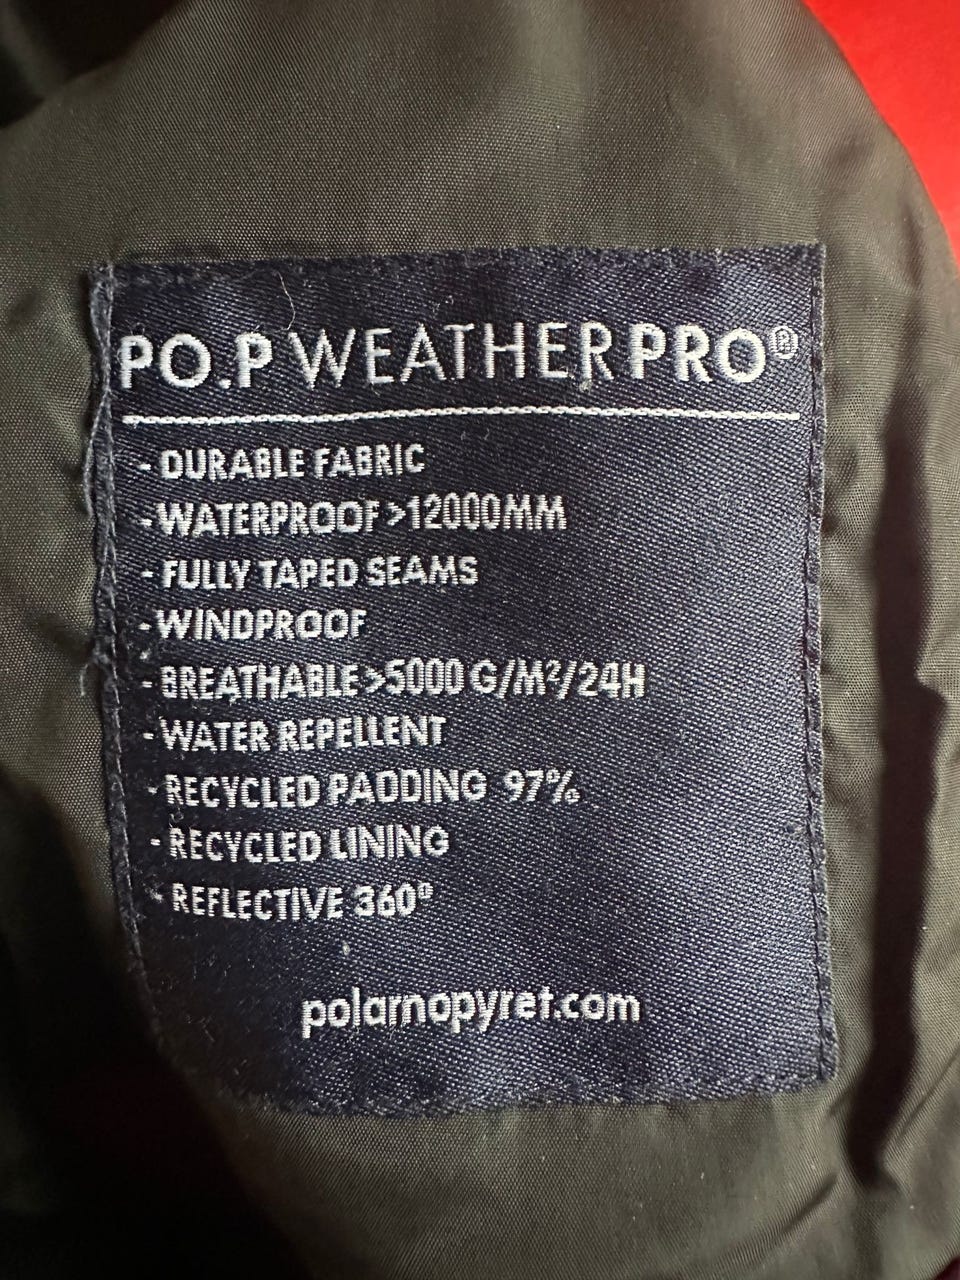 PO.P WEATHERPRO®
- DURABLE FABRIC
- WATERPROOF >12000MM
- FULLY TAPED SEAMS
- WINDPROOF
- BREATHABLE >5000 G/M²/24H
- WATER REPELLENT
- RECYCLED PADDING 97%
- RECYCLED LINING
- REFLECTIVE 360º
polarnopyret.com